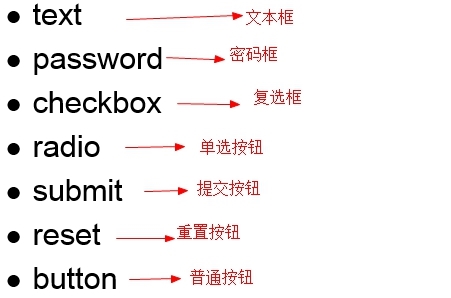 • text 文本框
• password 密码框
• checkbox 复选框
• radio 单选按钮
• submit 提交按钮
• reset 重置按钮
• button 普通按钮